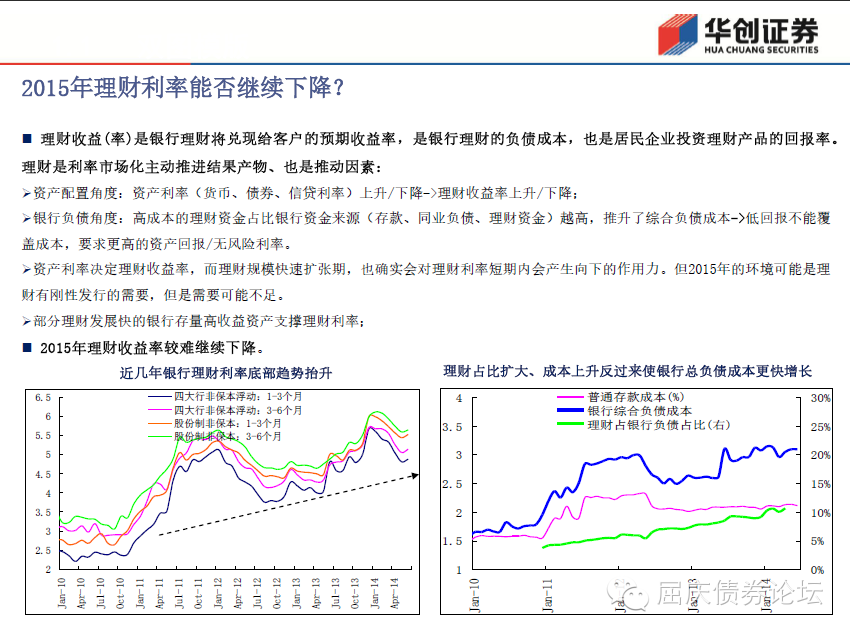 华创证券
HUA CHUANG SECURITIES
2015年理财利率能否继续下降?
■ 理财收益(率)是银行理财将兑现给客户的预期收益率，是银行理财的负债成本，也是居民企业投资理财产品的回报率。
理财是利率市场化主动推进结果产物、也是推动因素:
➢资产配置角度: 资产利率（货币、债券、信贷利率）上升/下降->理财收益率上升/下降;
➢银行负债角度: 高成本的理财资金占比银行资金来源（存款、同业负债、理财资金）越高，推升了综合负债成本->低回报不能覆
盖成本，要求更高的资产回报/无风险利率。
➢资产利率决定理财收益率，而理财规模快速扩张期，也确实会对理财利率短期内会产生向下的作用力。但2015年的环境可能是理
财有刚性发行的需要，但是需要可能不足。
➢部分理财发展快的银行存量高收益资产支撑理财利率;
■ 2015年理财收益率较难继续下降。
近几年银行理财利率底部趋势抬升
四大行非保本浮动: 1-3个月
四大行非保本浮动: 3-6个月
股份制非保本: 1-3个月
股份制非保本: 3-6个月
6.5
6
5.5
5
4.5
4
3.5
3
2.5
2
Jan-10
Apr-10
Jul-10
Oct-10
Jan-11
Apr-11
Jul-11
Oct-11
Jan-12
Apr-12
Jul-12
Oct-12
Jan-13
Apr-13
Jul-13
Oct-13
Jan-14
Apr-14
理财占比扩大、成本上升反过来使银行总负债成本更快增长
普通存款成本(%)
银行综合负债成本
理财占银行负债占比(右)
4
3.5
3
2.5
2
1.5
1
30%
25%
20%
15%
10%
5%
0%
Jan-10
Jan-11
屈庆债券论坛